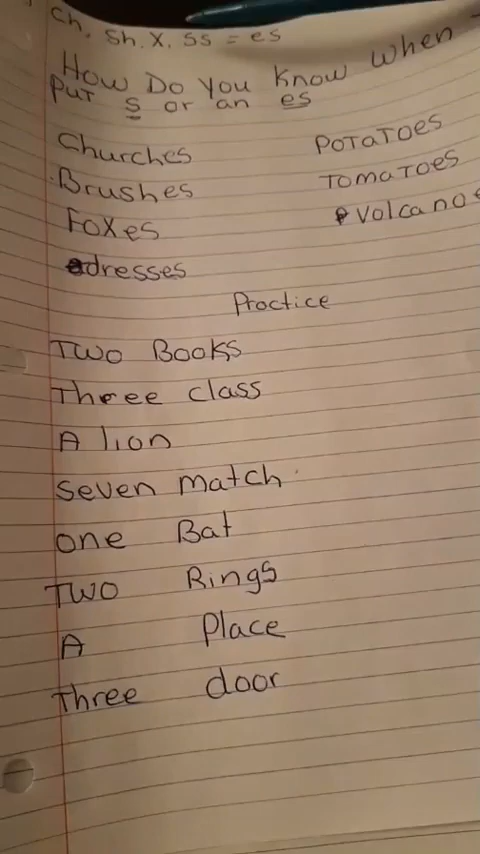 Ch, Sh. X, SS = es
How Do You Know when
Put s or an es
Churches
Brushes
Foxes
adresses
Potatoes
Tomatoes
Volcano
Proctice
Two Books
Three class
A lion
Seven match
one Bat
Two Rings
A Place
Three door